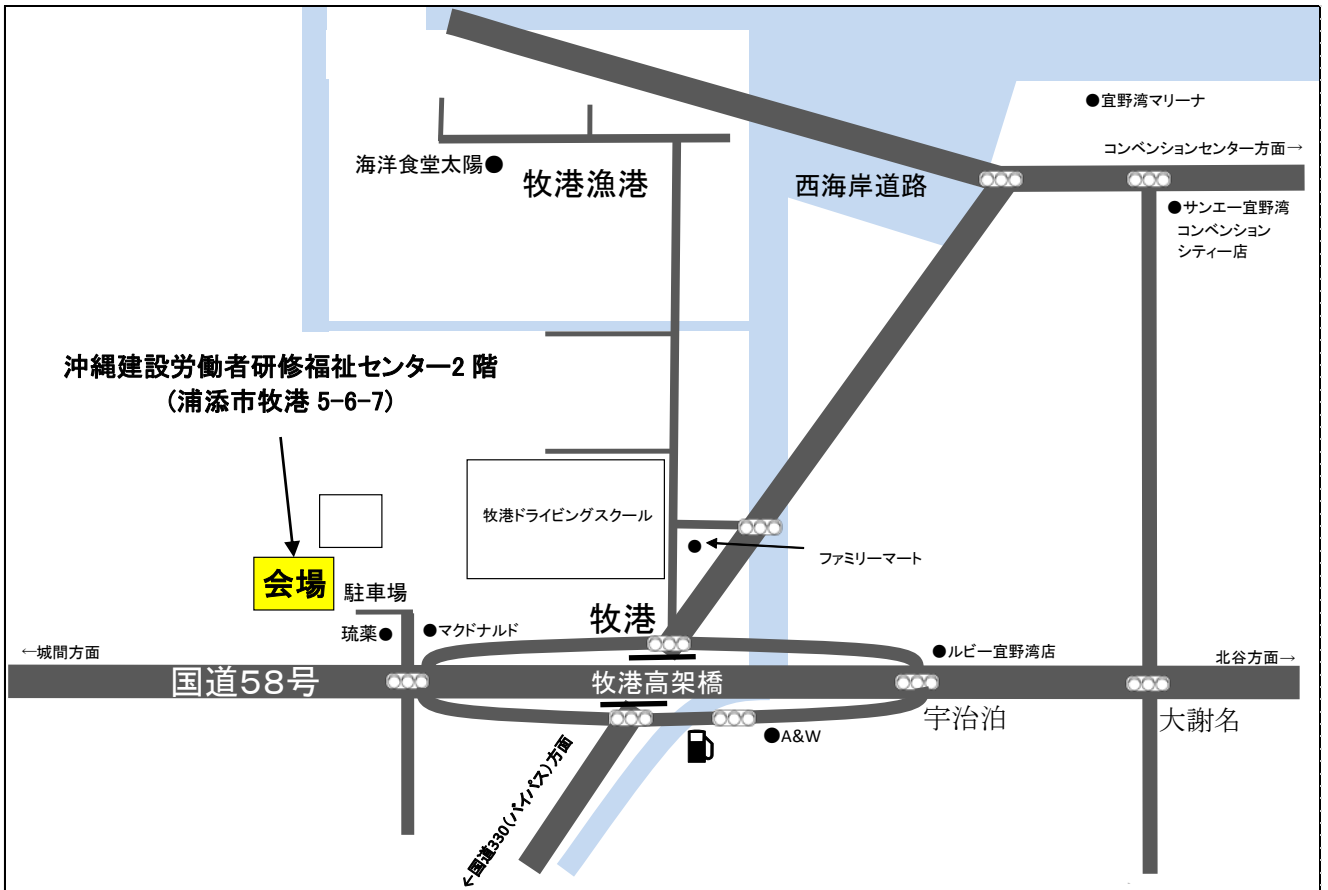 ●宜野湾マリーナ
コンベンションセンター方面→
海洋食堂太陽●
牧港漁港
西海岸道路
●サンエー宜野湾
コンベンション
シティー店
沖縄建設労働者研修福祉センター2 階
(浦添市牧港 5-6-7)
牧港ドライビングスクール
ファミリーマート
会場
駐車場
琉薬●
●マクドナルド
牧港
←城間方面
●ルビー宜野湾店
北谷方面→
国道58号
牧港高架橋
宇治泊
大謝名
●A&W
←国道330(バイパス)方面